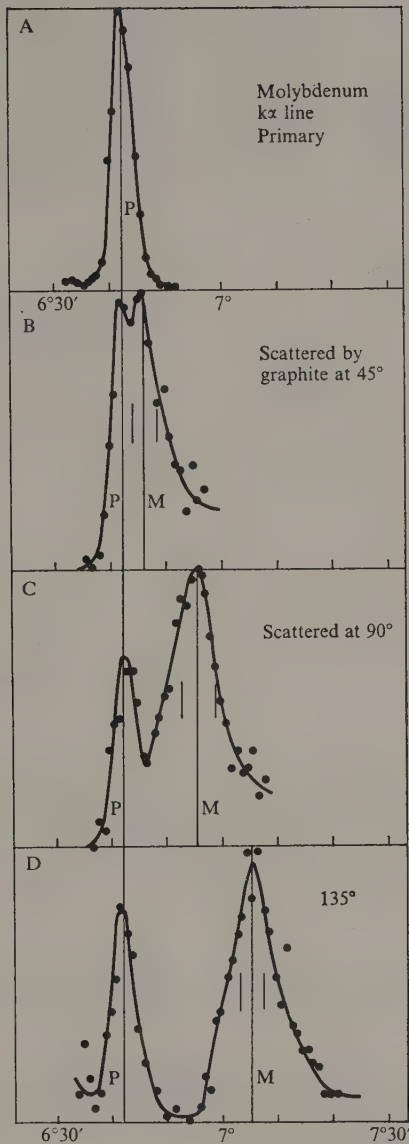 A
Molybdenum
kα line
Primary
P
6°30′ 7°
B
Scattered by
graphite at 45°
P M
C
Scattered at 90°
P M
D
135°
P M
6°30′ 7° 7°30′